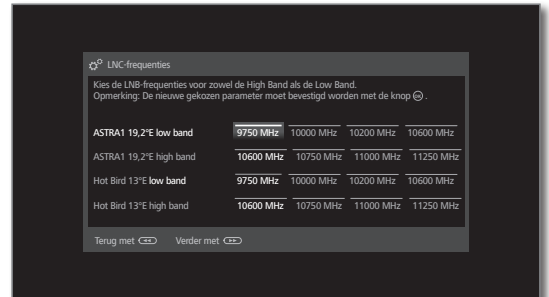 LNC-frequenties
Kies de LNB-frequenties voor zowel de High Band als de Low Band.
Opmerking: De nieuwe gekozen parameter moet bevestigd worden met de knop OK .
ASTRA1 19,2°E low band 9750 MHz 10000 MHz 10200 MHz 10600 MHz
ASTRA1 19,2°E high band 10600 MHz 10750 MHz 11000 MHz 11250 MHz
Hot Bird 13°E low band 9750 MHz 10000 MHz 10200 MHz 10600 MHz
Hot Bird 13°E high band 10600 MHz 10750 MHz 11000 MHz 11250 MHz
Terug met Verder met